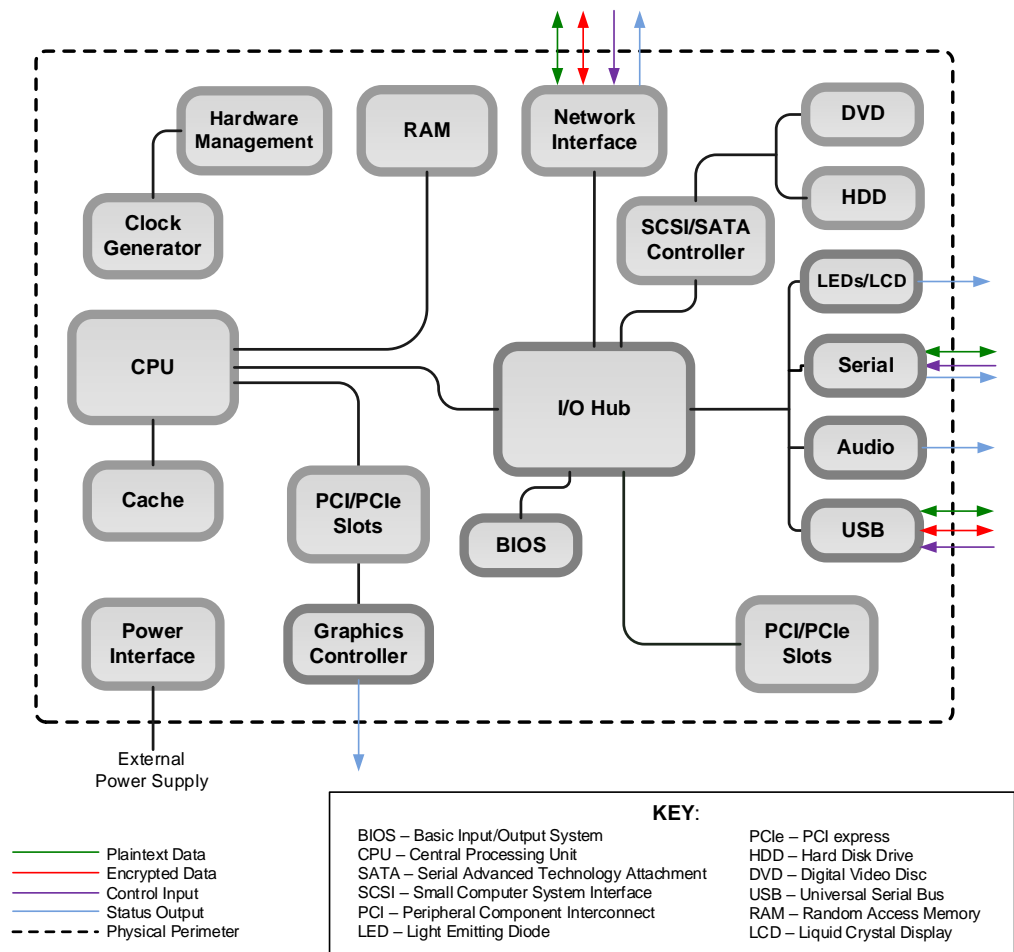 Hardware
Management
RAM
Network
Interface
DVD
HDD
Clock
Generator
SCSI/SATA
Controller
LEDs/LCD
CPU
Serial
I/O Hub
Audio
Cache
PCI/PCIe
Slots
BIOS
USB
Power
Interface
Graphics
Controller
PCI/PCIe
Slots
External
Power Supply
Plaintext Data
Encrypted Data
Control Input
Status Output
Physical Perimeter
KEY:
BIOS – Basic Input/Output System
CPU – Central Processing Unit
SATA – Serial Advanced Technology Attachment
SCSI – Small Computer System Interface
PCI – Peripheral Component Interconnect
LED – Light Emitting Diode
PCIe – PCI express
HDD – Hard Disk Drive
DVD – Digital Video Disc
USB – Universal Serial Bus
RAM – Random Access Memory
LCD – Liquid Crystal Display